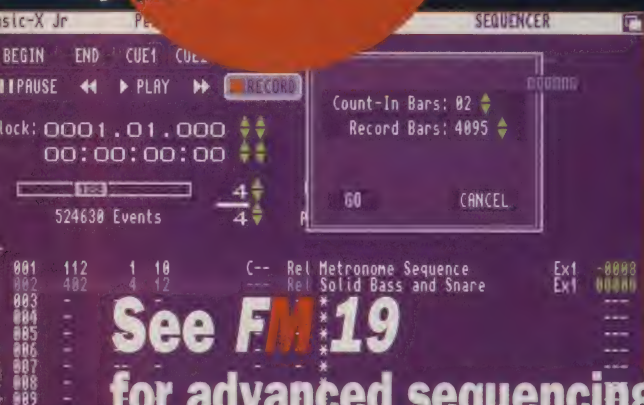 sic-X Jr
SEQUENCER
BEGIN END CUE1
PAUSE PLAY RECORD
Count-In Bars: 02
Record Bars: 4095
lock: 0001.01.000
00:00:00:00
GO CANCEL
4
4
524630 Events
001 112 1 10 C-- Rel Metronome Sequence Ex1 -0008
002 402 4 12 --- Rel Solid Bass and Snare Ex1 00000
003 - - *
004 - - *
005 - *
006 - *
007 - *
008 - *
009 -
See FM 19
for advanced sequencing